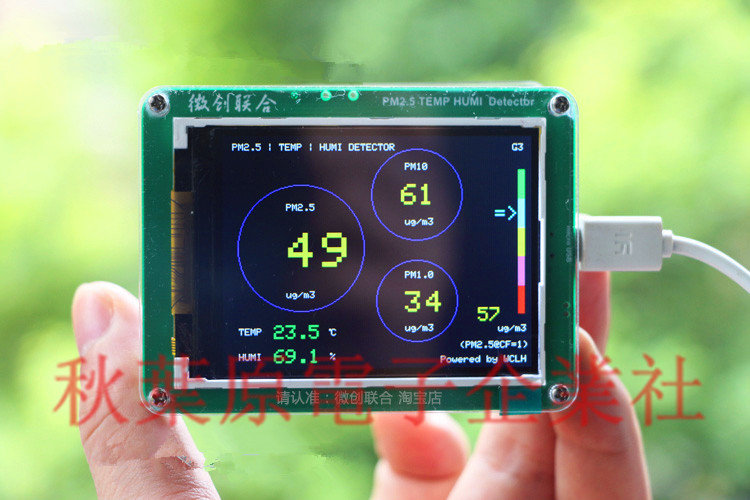 微创联合 PM2.5 TEMP HUMI Detector
PM2.5 | TEMP | HUMI DETECTOR G3
PM10
61
ug/m3
=>
PM2.5
49
ug/m3
PM1.0
34
ug/m3
57
ug/m3
TEMP 23.5 ℃
(PM2.5@CF=1)
HUMI 69.1 %
Powered by WCLH
秋葉原電子企業社
请认准：微创联合 淘宝店